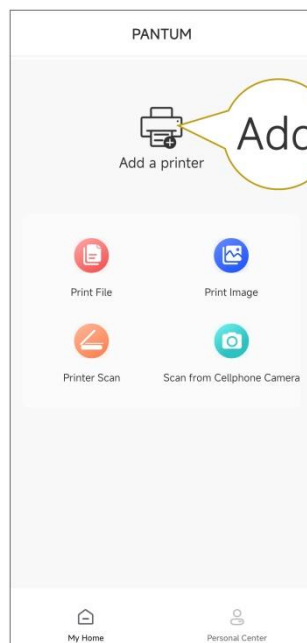 PANTUM
Add
Add a printer
Print File
Print Image
Printer Scan
Scan from Cellphone Camera
My Home
Personal Center